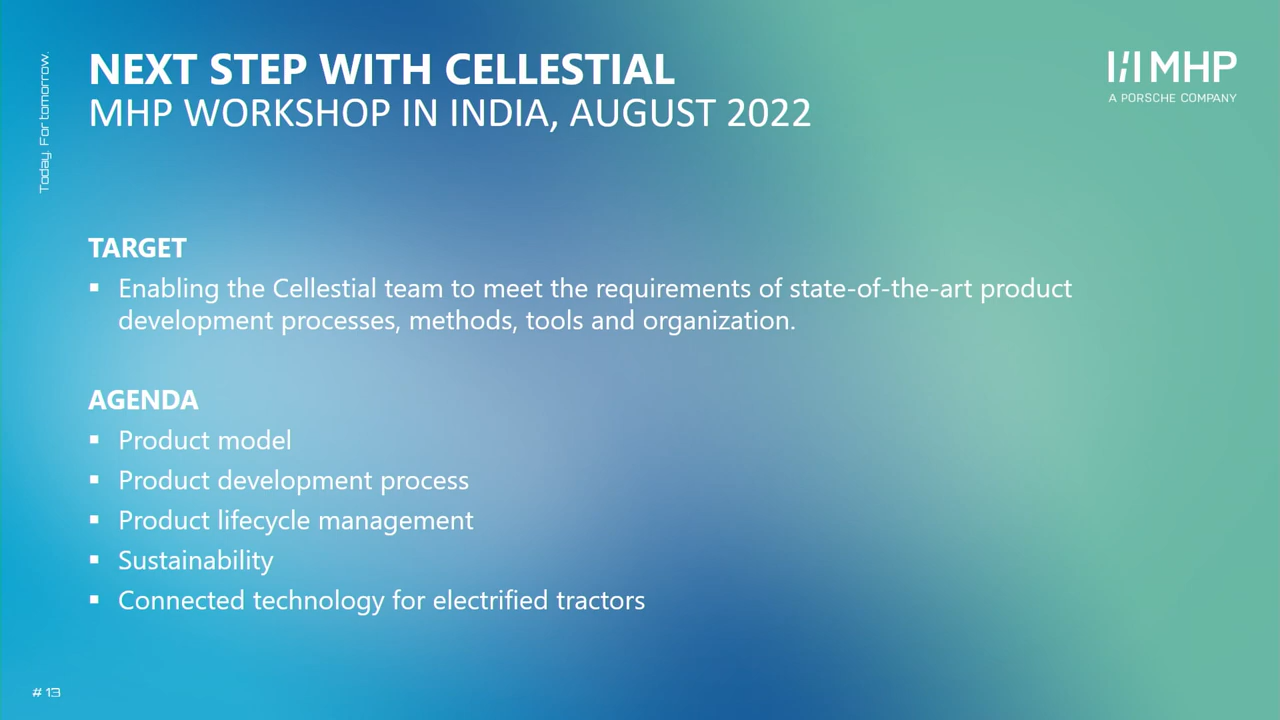 Today. For tomorrow.
NEXT STEP WITH CELLESTIAL
MHP WORKSHOP IN INDIA, AUGUST 2022
MHP
A PORSCHE COMPANY
TARGET
▪ Enabling the Cellestial team to meet the requirements of state-of-the-art product
development processes, methods, tools and organization.
AGENDA
▪ Product model
▪ Product development process
▪ Product lifecycle management
▪ Sustainability
▪ Connected technology for electrified tractors
# 13